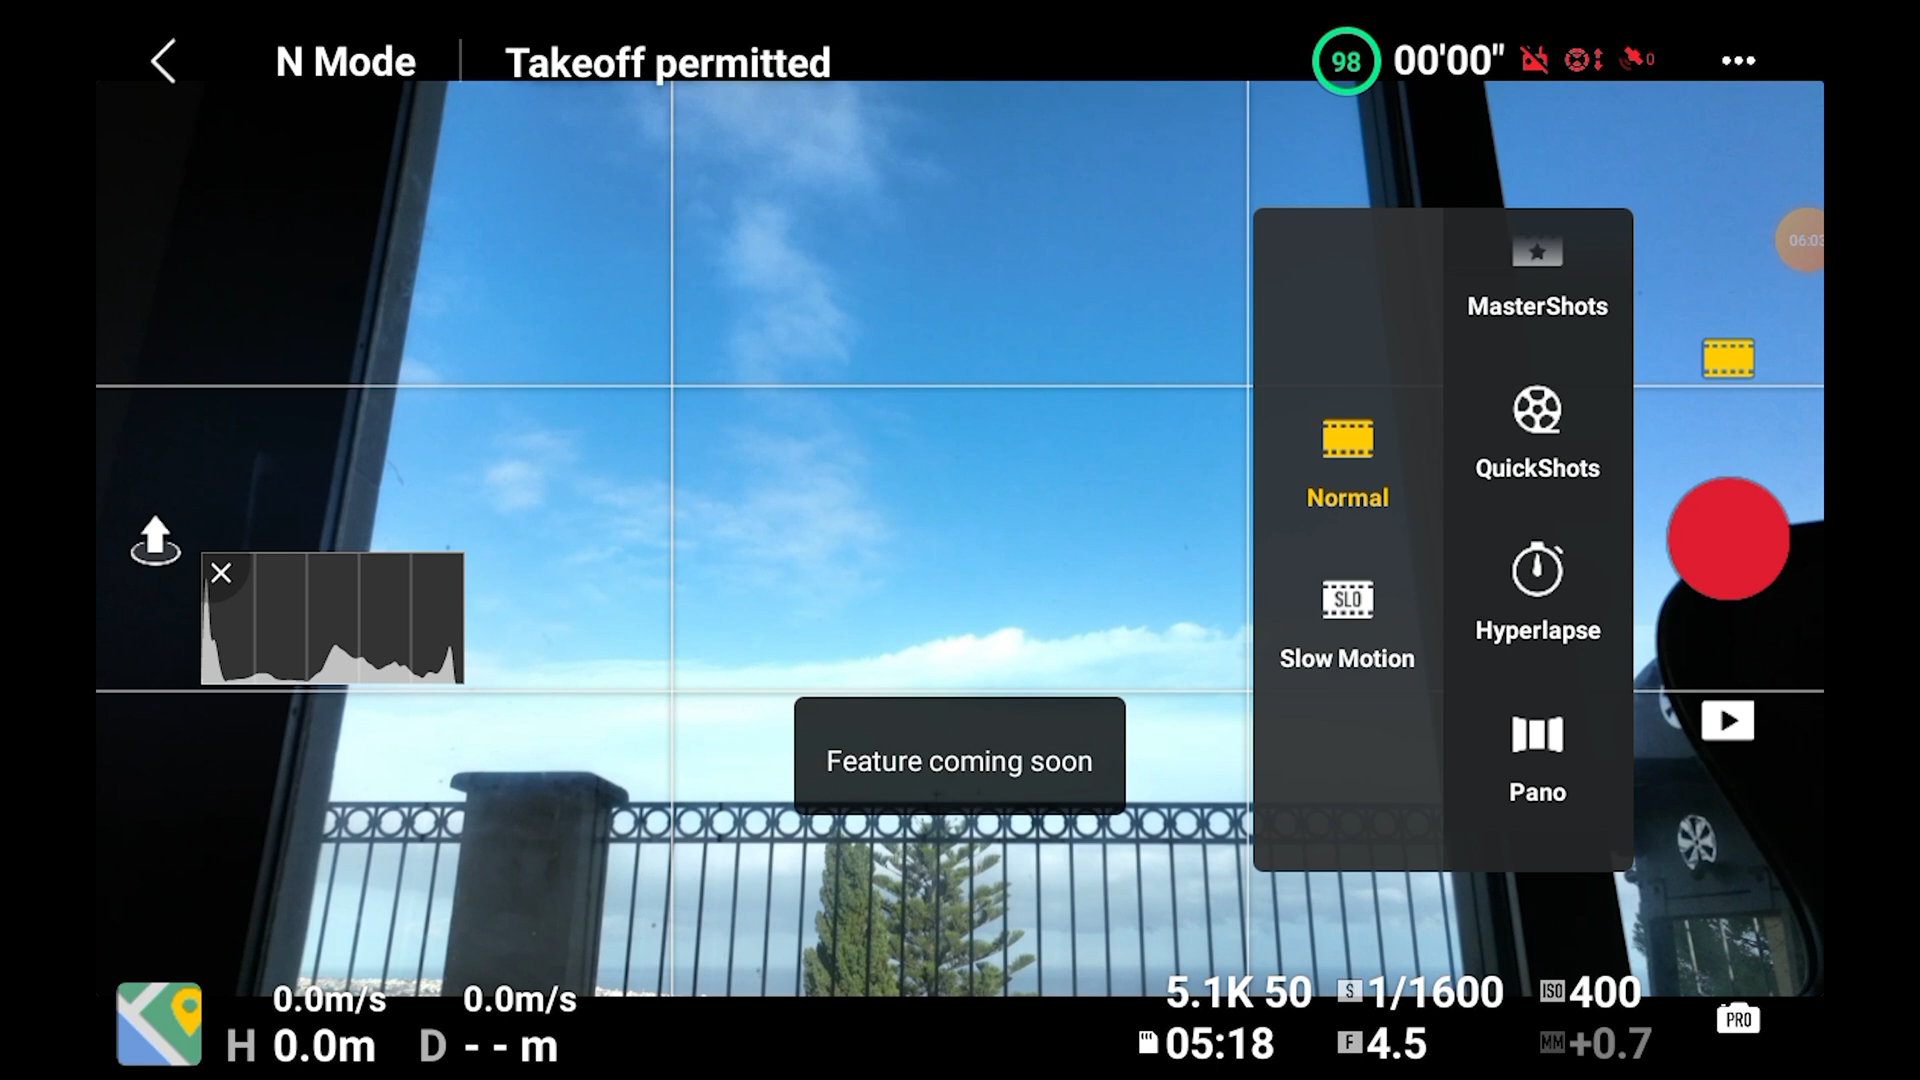 N Mode
Takeoff permitted
98
00'00"
0
MasterShots
06:03
QuickShots
Normal
Hyperlapse
SLO
Slow Motion
Feature coming soon
Pano
0.0m/s
0.0m/s
5.1K 50
S 1/1600
ISO 400
H 0.0m
D - - m
05:18
F 4.5
MM +0.7
PRO